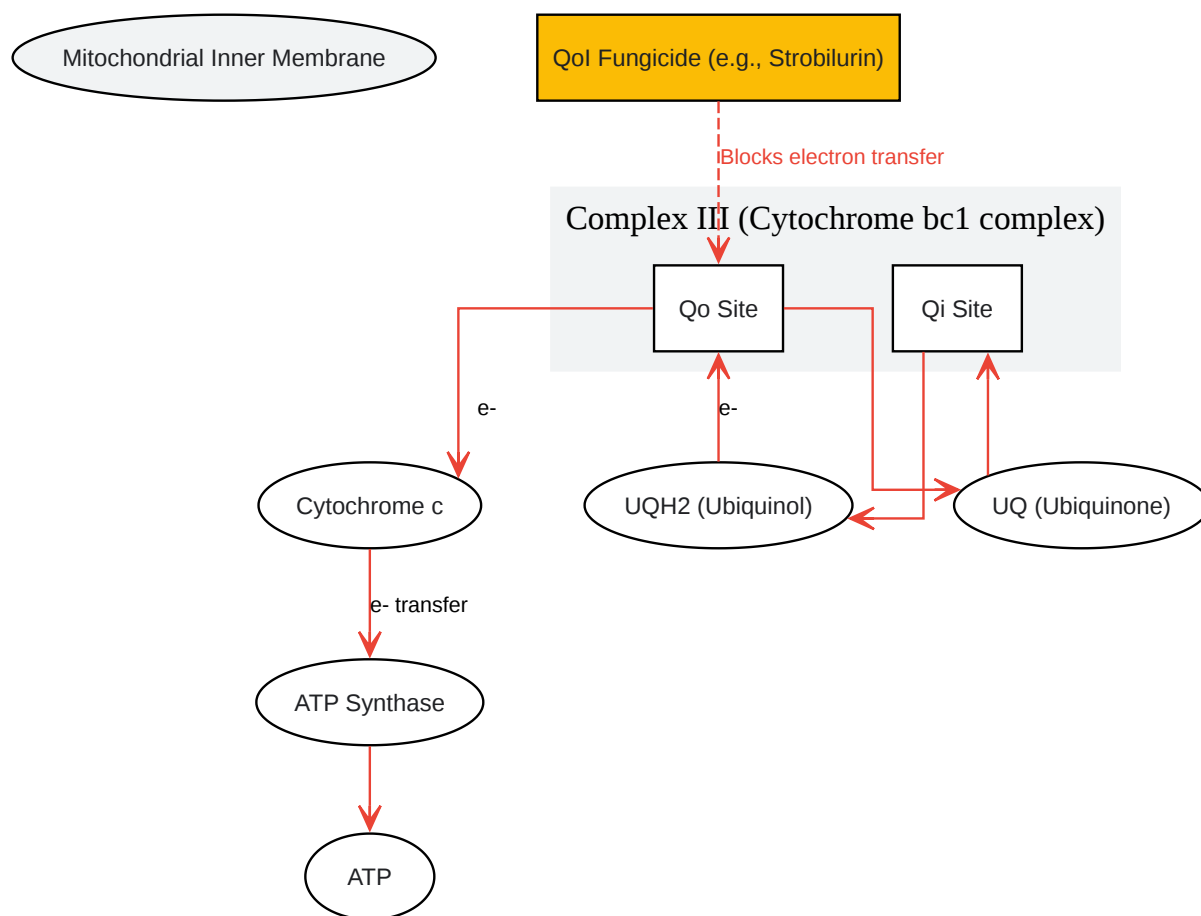 Mitochondrial Inner Membrane
QoI Fungicide (e.g., Strobilurin)
Blocks electron transfer
Complex III (Cytochrome bc1 complex)
Qo Site
Qi Site
e-
e-
Cytochrome c
UQH2 (Ubiquinol)
UQ (Ubiquinone)
e- transfer
ATP Synthase
ATP